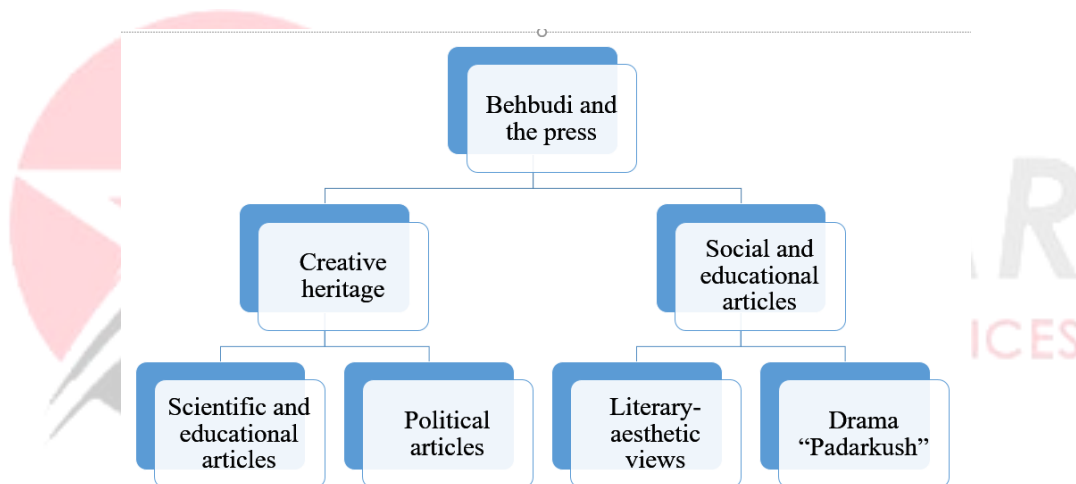 Behbudi and
the press
Creative
heritage
Social and
educational
articles
Scientific and
educational
articles
Political
articles
Literary-
aesthetic
views
Drama
“Padarkush”
ICES